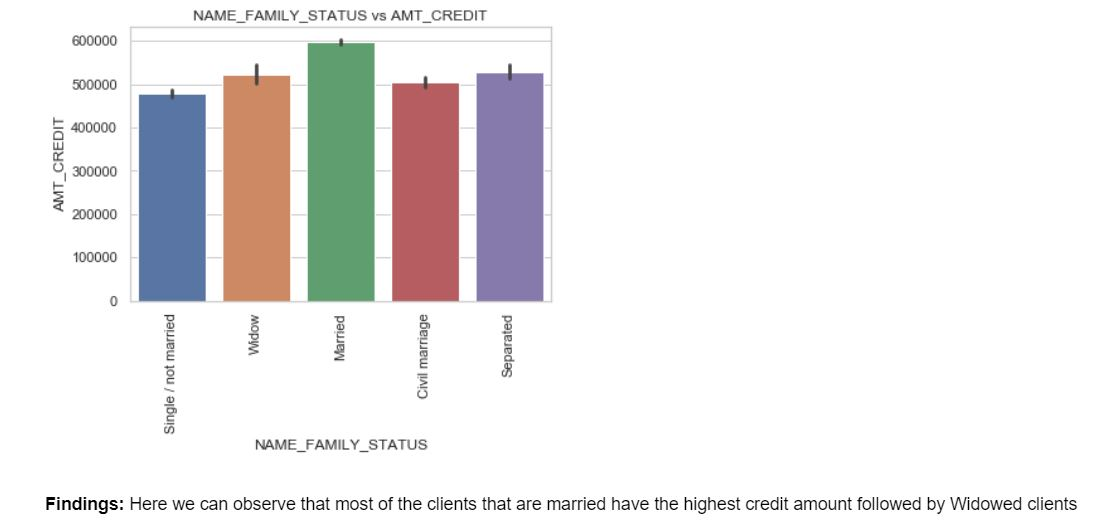 NAME_FAMILY_STATUS vs AMT_CREDIT
600000
500000
400000
300000
200000
100000
0
AMT_CREDIT
Single / not married
Widow
Married
Civil marriage
Separated
NAME_FAMILY_STATUS
Findings: Here we can observe that most of the clients that are married have the highest credit amount followed by Widowed clients